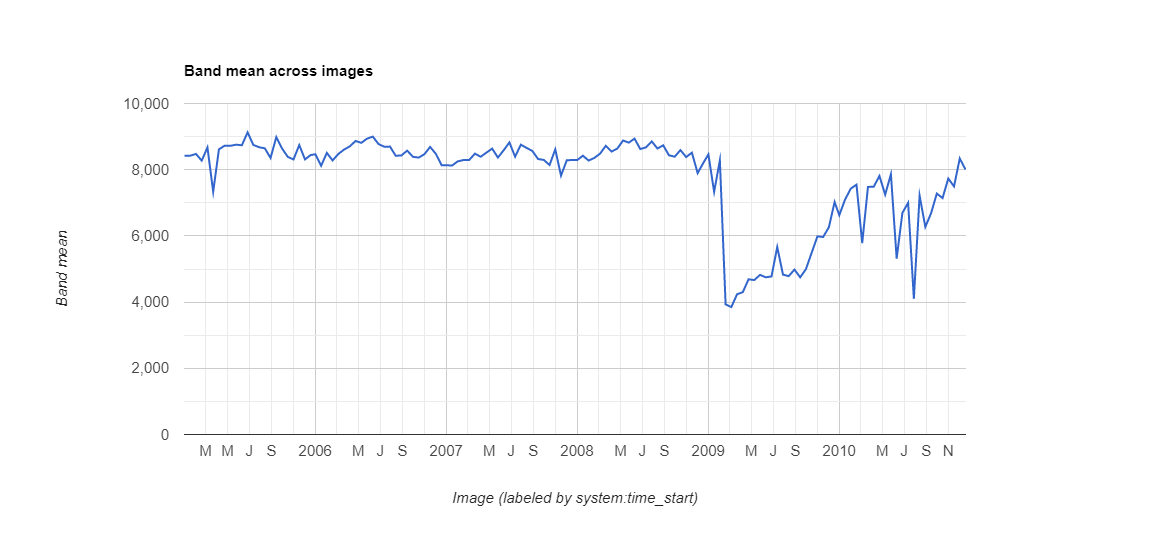 Band mean across images
10,000
8,000
6,000
4,000
2,000
0
Band mean
M M J S 2006 M J S 2007 M J S 2008 M J S 2009 M J S 2010 M J S N
Image (labeled by system:time_start)